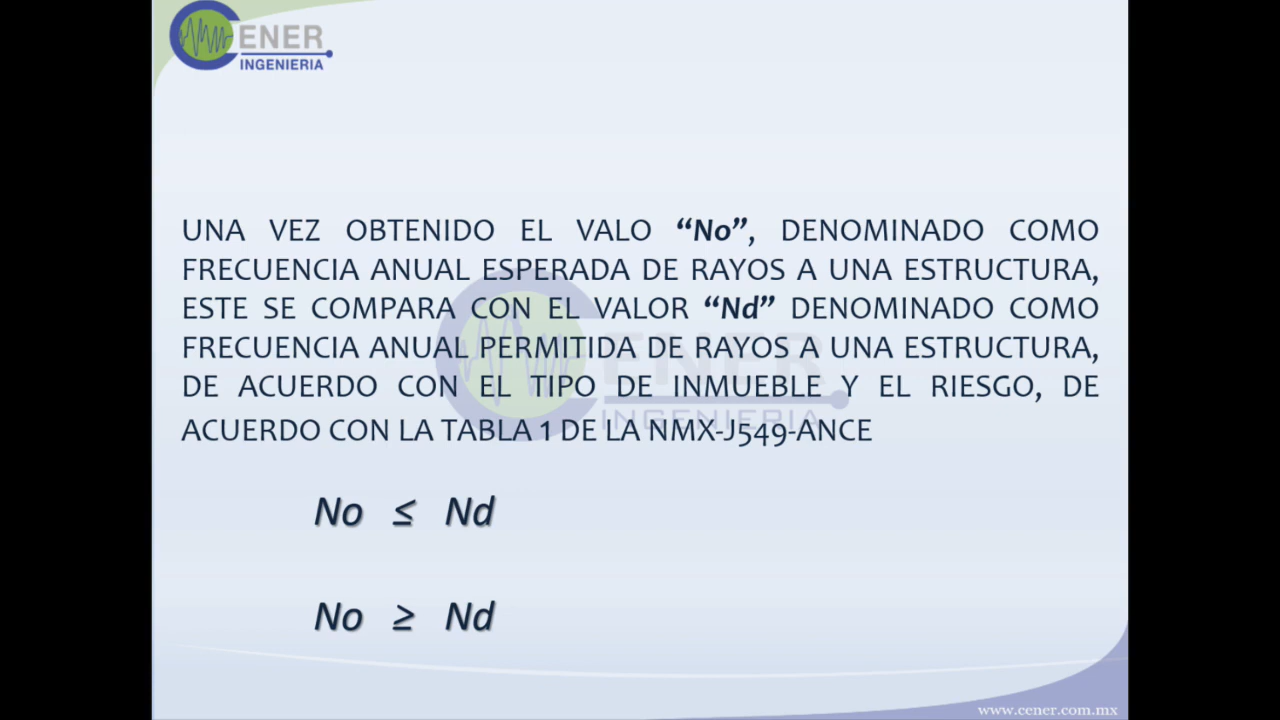 CENER
INGENIERIA
UNA VEZ OBTENIDO EL VALO “No”, DENOMINADO COMO
FRECUENCIA ANUAL ESPERADA DE RAYOS A UNA ESTRUCTURA,
ESTE SE COMPARA CON EL VALOR “Nd” DENOMINADO COMO
FRECUENCIA ANUAL PERMITIDA DE RAYOS A UNA ESTRUCTURA,
DE ACUERDO CON EL TIPO DE INMUEBLE Y EL RIESGO, DE
ACUERDO CON LA TABLA 1 DE LA NMX-J549-ANCE
CENER
INGENIERIA
No ≤ Nd
No ≥ Nd
www.cener.com.mx